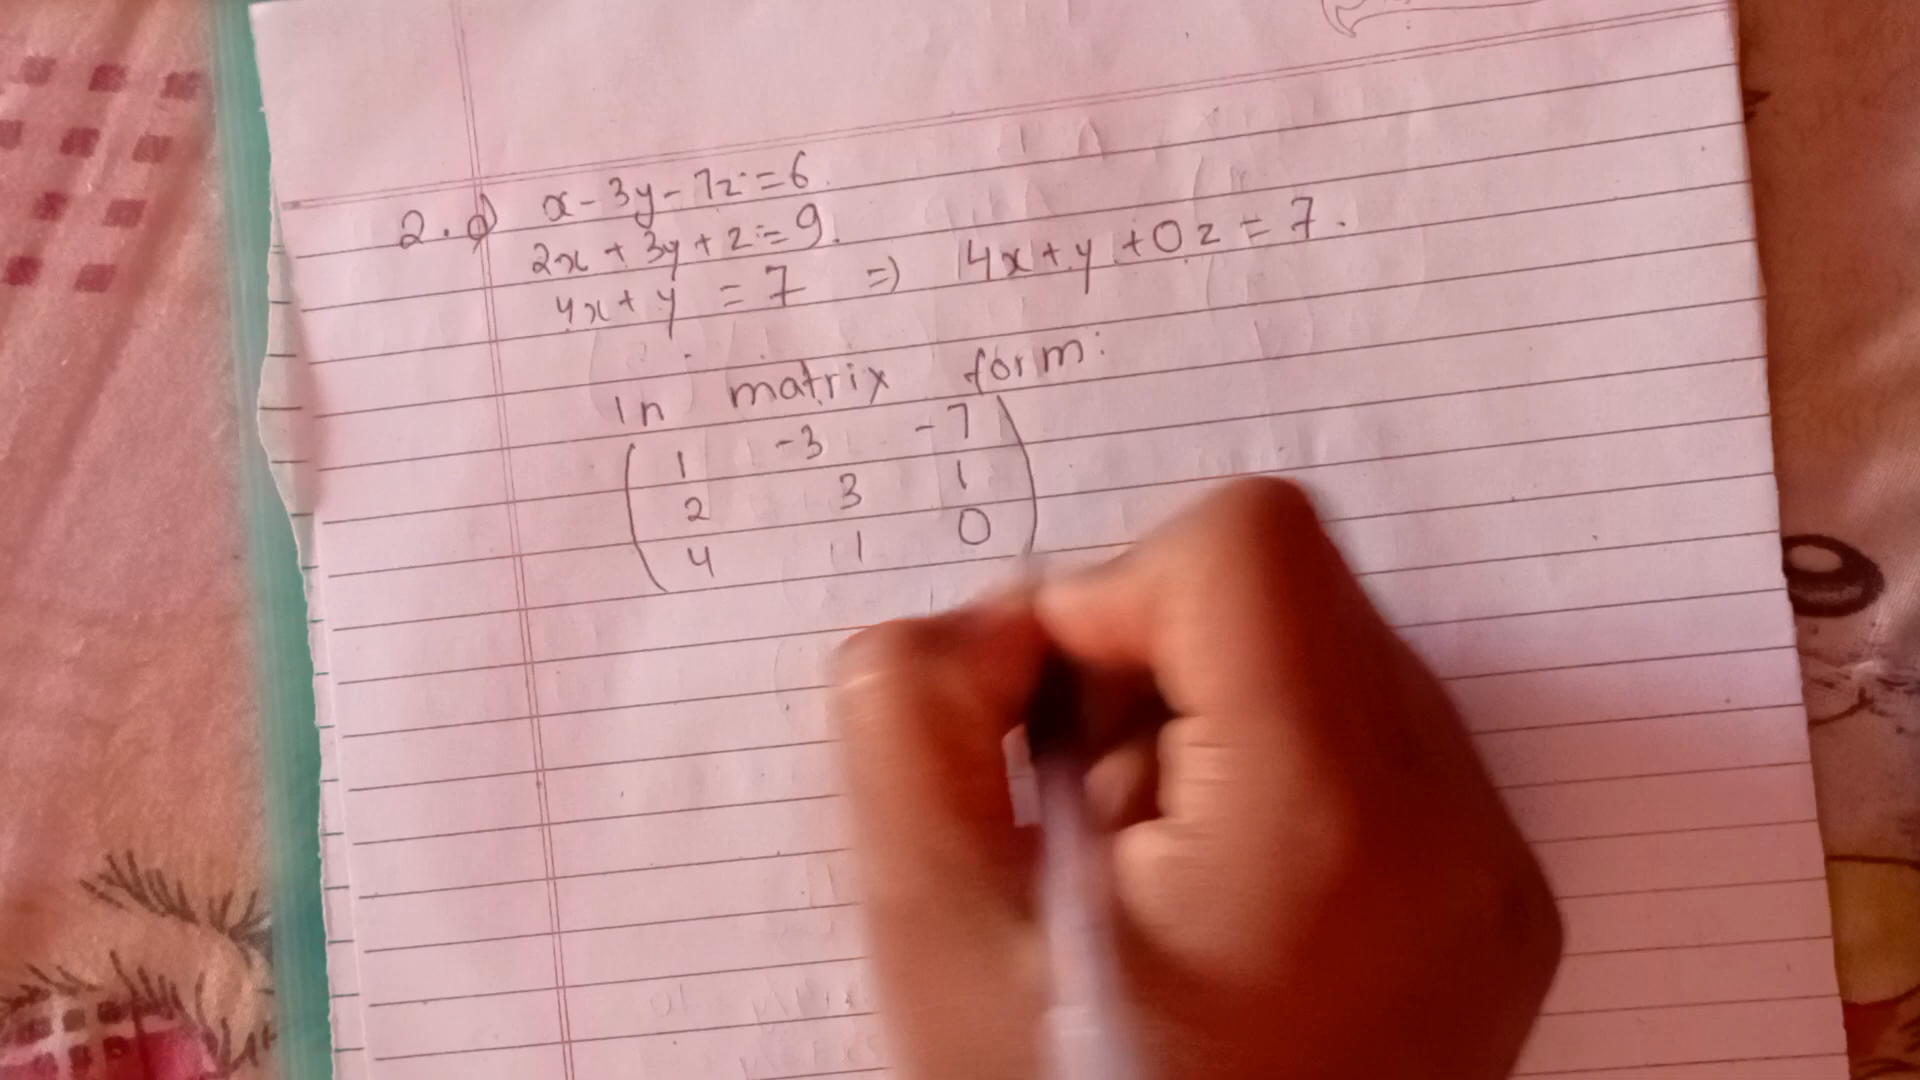 2.d) x - 3y - 7z = 6
2x + 3y + z = 9.
4x + y = 7 => 4x + y + 0z = 7.
In matrix form:
1 -3 -7
2 3 1
4 1 0